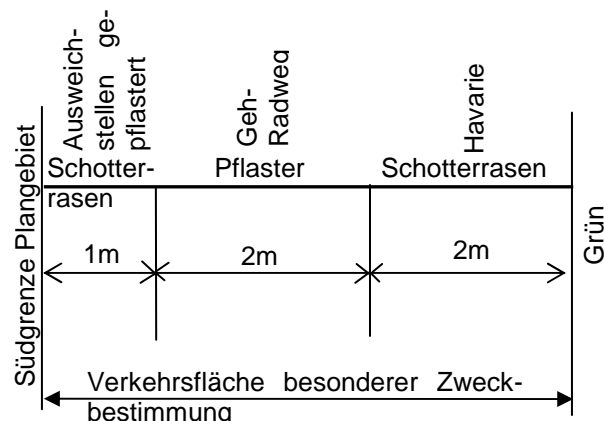 Südgrenze Plangebiet
Ausweich-
stellen ge-
pflastert
Schotter-
rasen
Geh-
Radweg
Pflaster
Havarie
Schotterrasen
Grün
1m
2m
2m
Verkehrsfläche besonderer Zweck-
bestimmung